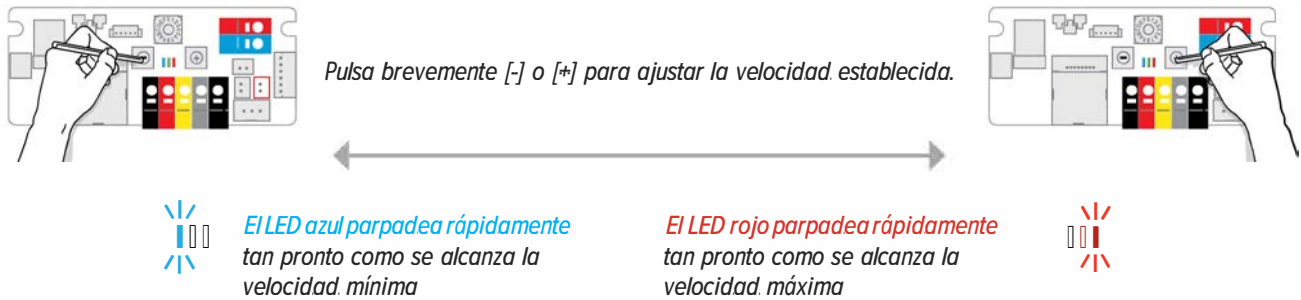 Pulsa brevemente [-] o [+] para ajustar la velocidad. establecida.
El LED azul parpadea rápidamente
tan pronto como se alcanza la
velocidad. mínima
El LED rojo parpadea rápidamente
tan pronto como se alcanza la
velocidad. máxima